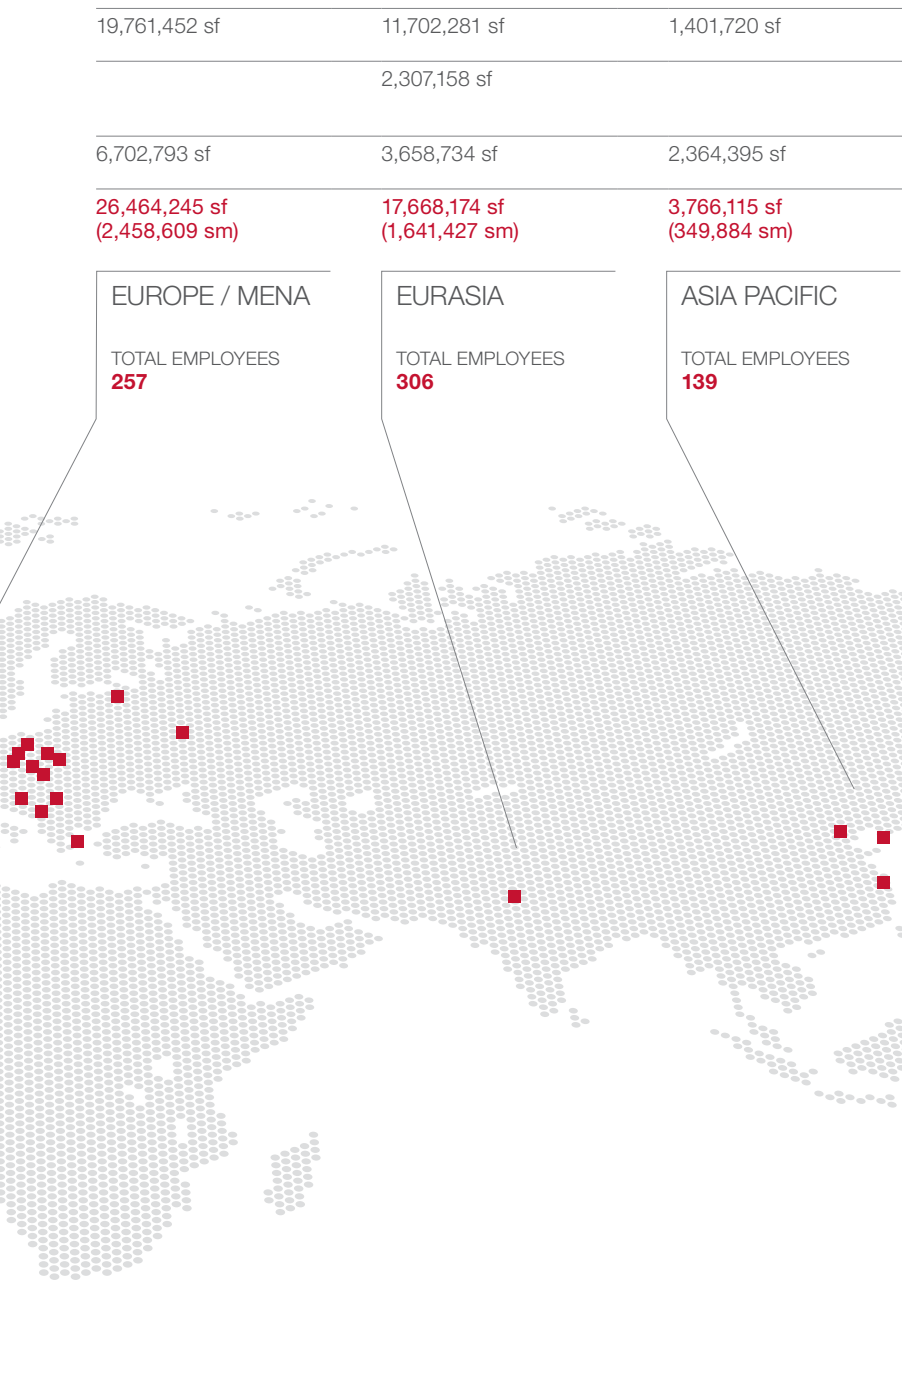 19,761,452 sf 11,702,281 sf 1,401,720 sf
2,307,158 sf
6,702,793 sf 3,658,734 sf 2,364,395 sf
26,464,245 sf 17,668,174 sf 3,766,115 sf
(2,458,609 sm) (1,641,427 sm) (349,884 sm)
EUROPE / MENA EURASIA ASIA PACIFIC
TOTAL EMPLOYEES TOTAL EMPLOYEES TOTAL EMPLOYEES
257 306 139